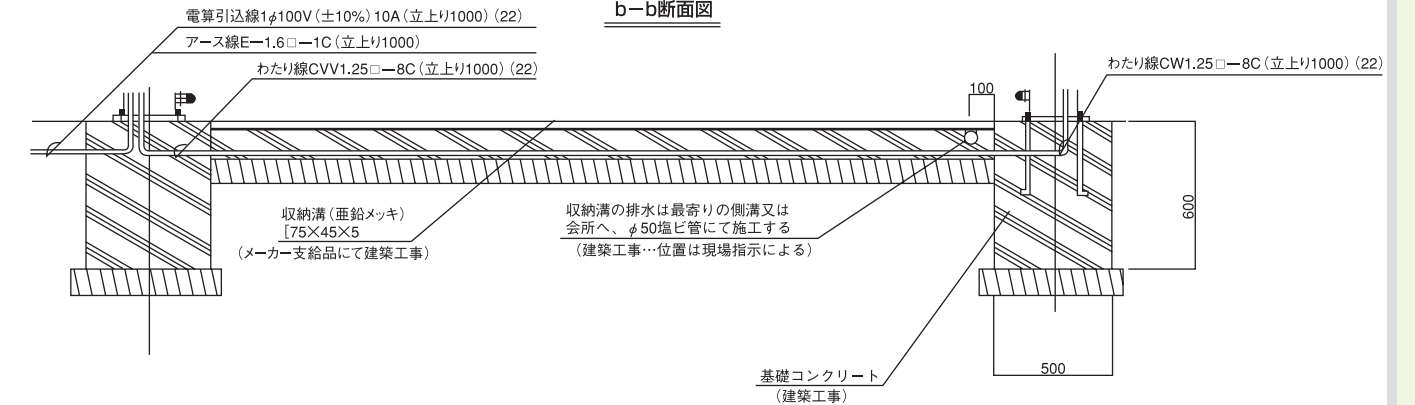 b−b断面図
電算引込線1φ100V(±10%)10A(立上り1000)(22)
アース線E−1.6□−1C(立上り1000)
わたり線CVV1.25□−8C(立上り1000)(22)
わたり線CW1.25□−8C(立上り1000)(22)
100
600
収納溝(亜鉛メッキ)
[75×45×5
(メーカー支給品にて建築工事)
収納溝の排水は最寄りの側溝又は
会所へ、φ50塩ビ管にて施工する
(建築工事…位置は現場指示による)
500
基礎コンクリート
(建築工事)